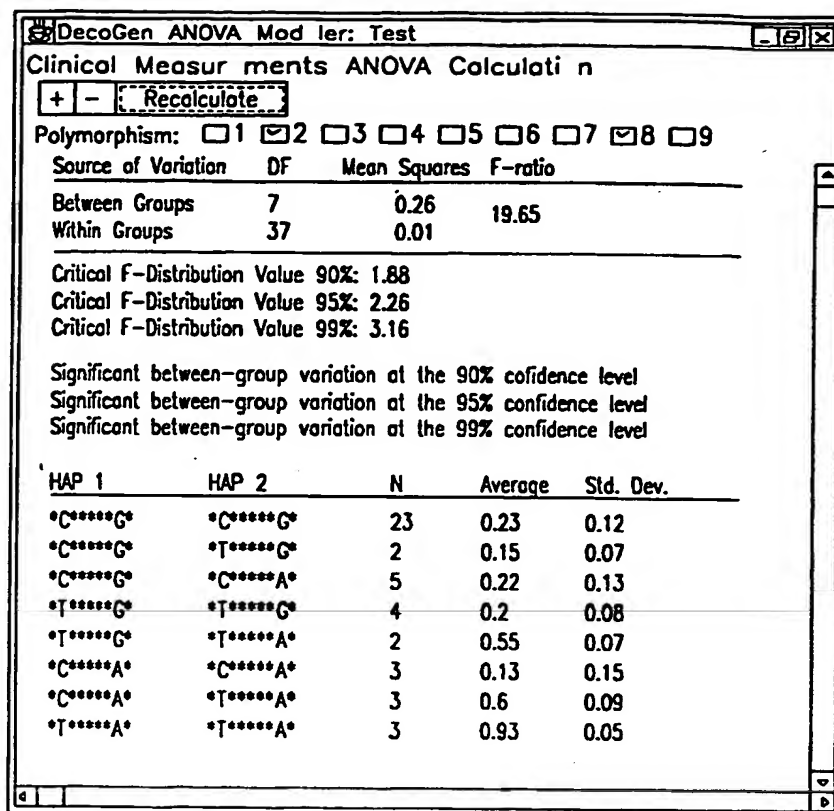 DecoGen ANOVA Mod ler: Test
Clinical Measur ments ANOVA Calculati n
+ - Recalculate
Polymorphism: 1 2 3 4 5 6 7 8 9
Source of Variation DF Mean Squares F-ratio
Between Groups 7 0.26 19.65
Within Groups 37 0.01
Critical F-Distribution Value 90%: 1.88
Critical F-Distribution Value 95%: 2.26
Critical F-Distribution Value 99%: 3.16
Significant between-group variation at the 90% cofidence level
Significant between-group variation at the 95% confidence level
Significant between-group variation at the 99% confidence level
HAP 1 HAP 2 N Average Std. Dev.
*C*****G* *C*****G* 23 0.23 0.12
*C*****G* *T*****G* 2 0.15 0.07
*C*****G* *C*****A* 5 0.22 0.13
*T*****G* *T*****G* 4 0.2 0.08
*T*****G* *T*****A* 2 0.55 0.07
*C*****A* *C*****A* 3 0.13 0.15
*C*****A* *T*****A* 3 0.6 0.09
*T*****A* *T*****A* 3 0.93 0.05